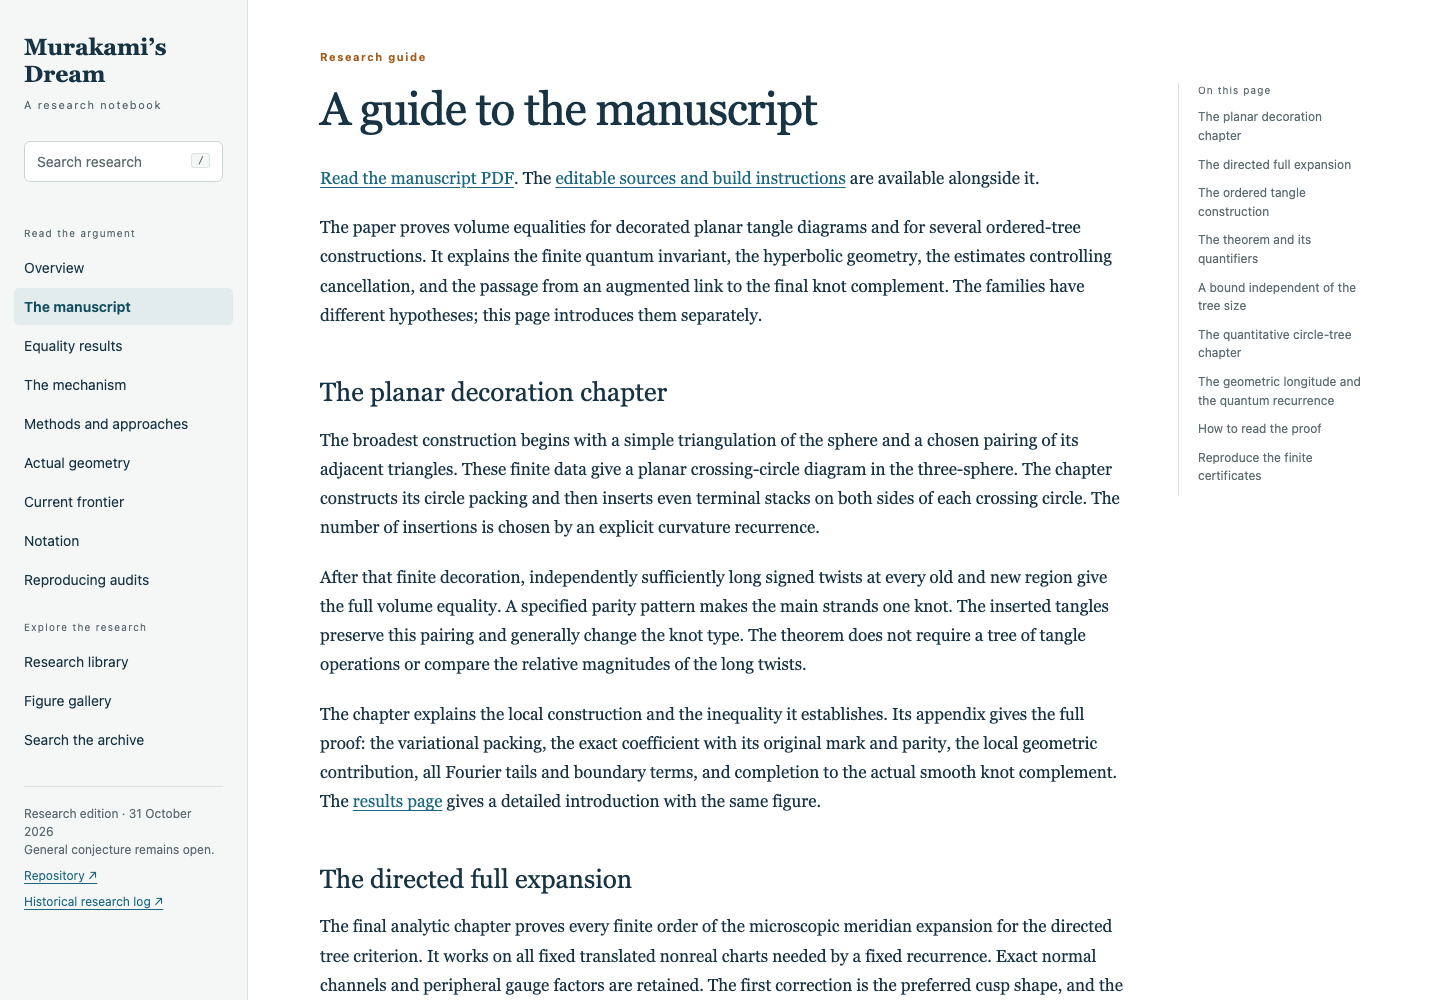 Murakami’s
Dream
A research notebook
Search research
/
Read the argument
Overview
The manuscript
Equality results
The mechanism
Methods and approaches
Actual geometry
Current frontier
Notation
Reproducing audits
Explore the research
Research library
Figure gallery
Search the archive
Research edition · 31 October
2026
General conjecture remains open.
Repository ↗
Historical research log ↗
Research guide
A guide to the manuscript
Read the manuscript PDF. The editable sources and build instructions are available alongside it.
The paper proves volume equalities for decorated planar tangle diagrams and for several ordered-tree
constructions. It explains the finite quantum invariant, the hyperbolic geometry, the estimates controlling
cancellation, and the passage from an augmented link to the final knot complement. The families have
different hypotheses; this page introduces them separately.
The planar decoration chapter
The broadest construction begins with a simple triangulation of the sphere and a chosen pairing of its
adjacent triangles. These finite data give a planar crossing-circle diagram in the three-sphere. The chapter
constructs its circle packing and then inserts even terminal stacks on both sides of each crossing circle. The
number of insertions is chosen by an explicit curvature recurrence.
After that finite decoration, independently sufficiently long signed twists at every old and new region give
the full volume equality. A specified parity pattern makes the main strands one knot. The inserted tangles
preserve this pairing and generally change the knot type. The theorem does not require a tree of tangle
operations or compare the relative magnitudes of the long twists.
The chapter explains the local construction and the inequality it establishes. Its appendix gives the full
proof: the variational packing, the exact coefficient with its original mark and parity, the local geometric
contribution, all Fourier tails and boundary terms, and completion to the actual smooth knot complement.
The results page gives a detailed introduction with the same figure.
The directed full expansion
The final analytic chapter proves every finite order of the microscopic meridian expansion for the directed
tree criterion. It works on all fixed translated nonreal charts needed by a fixed recurrence. Exact normal
channels and peripheral gauge factors are retained. The first correction is the preferred cusp shape, and the
On this page
The planar decoration
chapter
The directed full expansion
The ordered tangle
construction
The theorem and its
quantifiers
A bound independent of the
tree size
The quantitative circle-tree
chapter
The geometric longitude and
the quantum recurrence
How to read the proof
Reproduce the finite
certificates